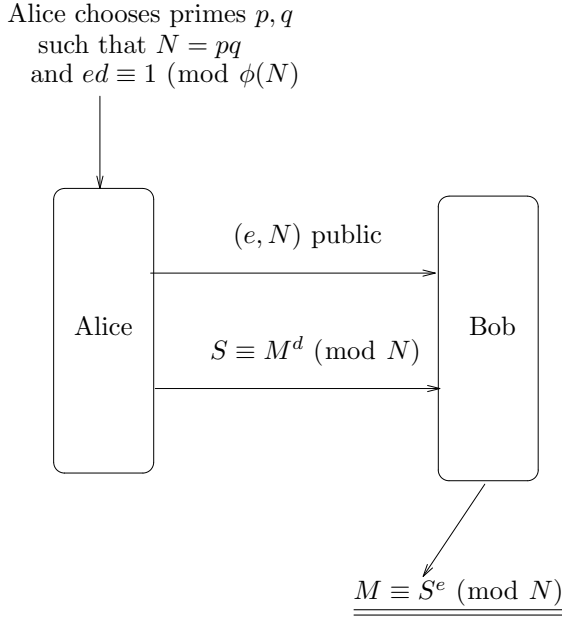 Alice chooses primes p, q
such that N = pq
and ed ≡ 1 (mod ϕ(N)
(e, N) public
Alice
Bob
S ≡ M^d (mod N)
M ≡ S^e (mod N)